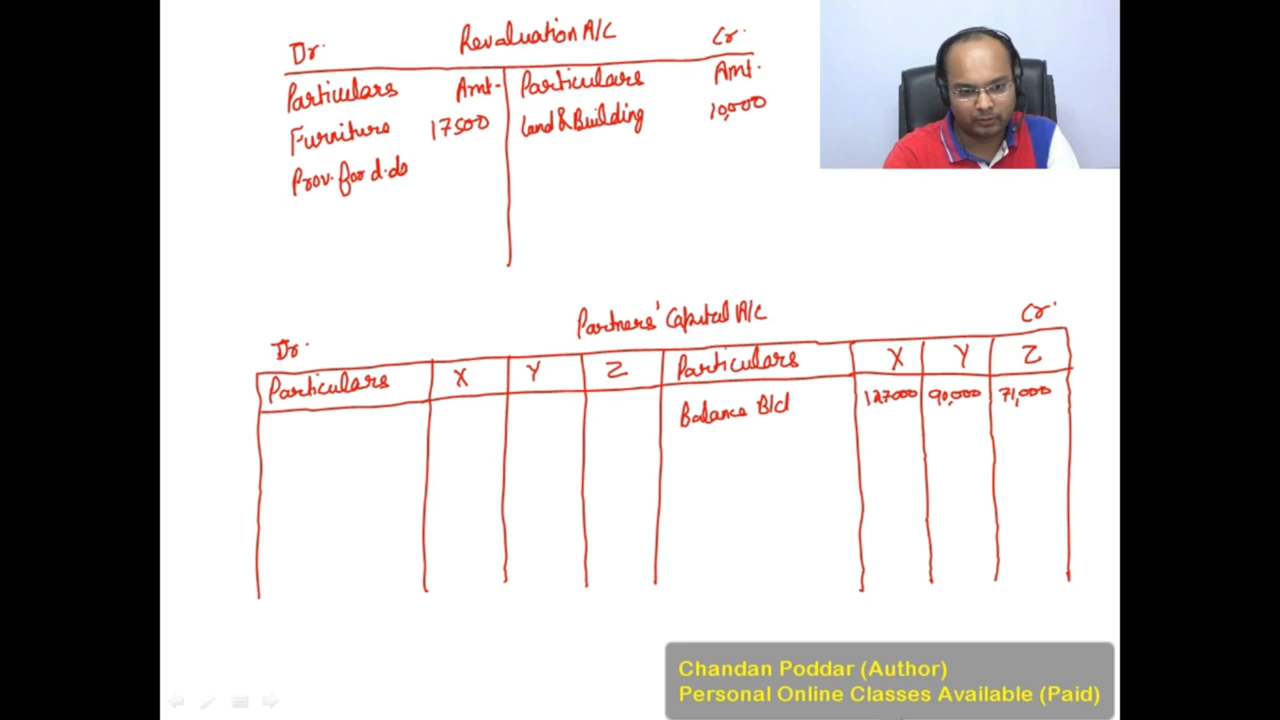 Dr. Revaluation A/C Cr.
Particulars Amt. Particulars Amt.
Furniture 17500 Land & Building 10,000
Prov. for d.ds
Partners' Capital A/C
Dr. Cr.
Particulars X Y Z Particulars X Y Z
Balance B/d 127000 90,000 71,000
Chandan Poddar (Author)
Personal Online Classes Available (Paid)